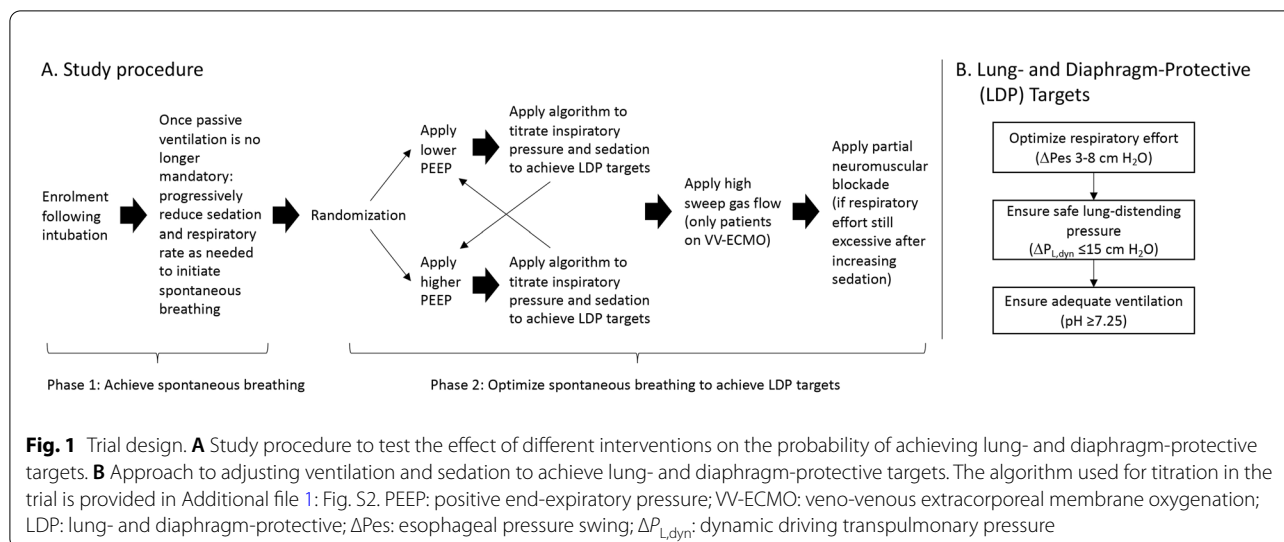 A. Study procedure
Enrolment
following
intubation
Once passive
ventilation is no
longer
mandatory:
progressively
reduce sedation
and respiratory
rate as needed
to initiate
spontaneous
breathing
Randomization
Apply
lower
PEEP
Apply algorithm to
titrate inspiratory
pressure and sedation
to achieve LDP targets
Apply
higher
PEEP
Apply algorithm to
titrate inspiratory
pressure and sedation
to achieve LDP targets
Apply high
sweep gas flow
(only patients
on VV-ECMO)
Apply partial
neuromuscular
blockade
(if respiratory
effort still
excessive after
increasing
sedation)
Phase 1: Achieve spontaneous breathing
Phase 2: Optimize spontaneous breathing to achieve LDP targets
B. Lung- and Diaphragm-Protective
(LDP) Targets
Optimize respiratory effort
(ΔPes 3-8 cm H₂O)
Ensure safe lung-distending
pressure
(ΔP_L,dyn ≤15 cm H₂O)
Ensure adequate ventilation
(pH ≥7.25)
Fig. 1 Trial design. A Study procedure to test the effect of different interventions on the probability of achieving lung- and diaphragm-protective
targets. B Approach to adjusting ventilation and sedation to achieve lung- and diaphragm-protective targets. The algorithm used for titration in the
trial is provided in Additional file 1: Fig. S2. PEEP: positive end-expiratory pressure; VV-ECMO: veno-venous extracorporeal membrane oxygenation;
LDP: lung- and diaphragm-protective; ΔPes: esophageal pressure swing; ΔP_L,dyn: dynamic driving transpulmonary pressure